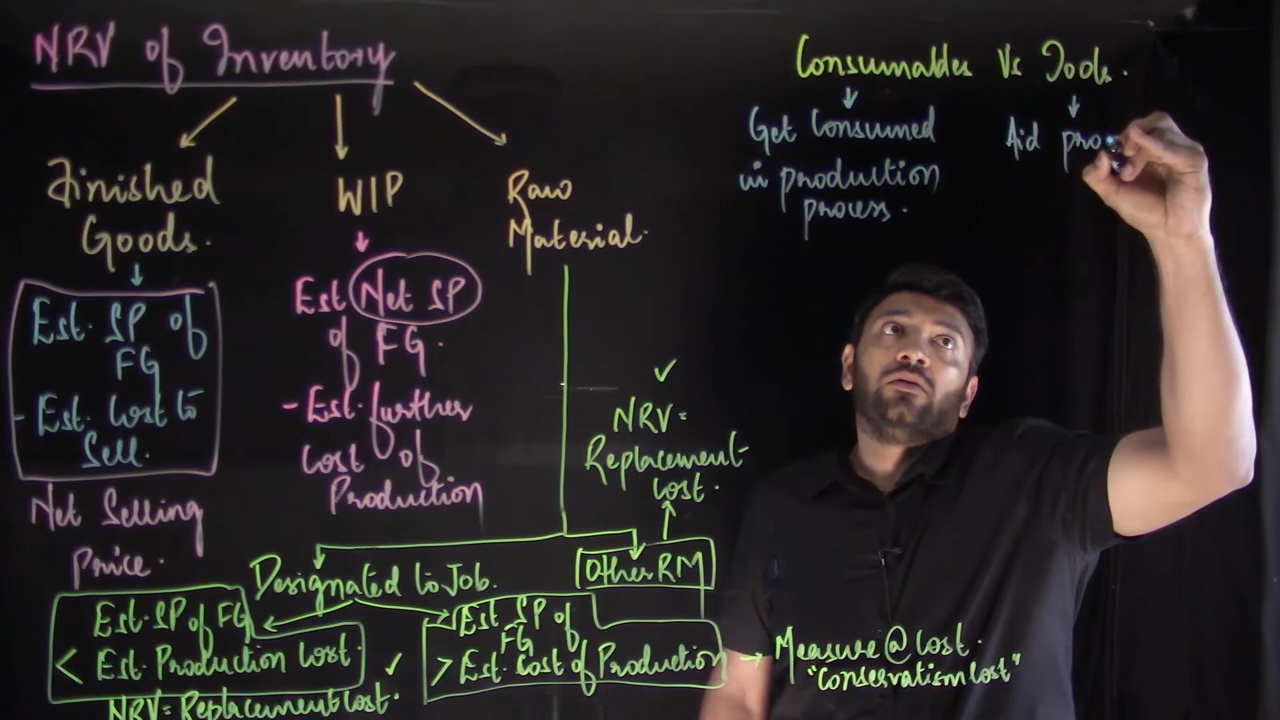 NRV of Inventory
Finished
Goods.
Est. SP of
FG
- Est. Cost to
Sell.
Net Selling
Price.
WIP
Est Net SP
of FG.
- Est. further
Cost of
Production
Raw
Material.
Designated to Job.
Est. SP of FG
< Est. Production Cost.
NRV = Replacement Cost.
✓
Est SP of
FG
> Est. Cost of Production
→ Measure @ Cost.
"Conservatism Lost"
Other RM
✓
NRV =
Replacement
Cost.
Consumables Vs Tools.
Get Consumed
in production
process.
Aid pro